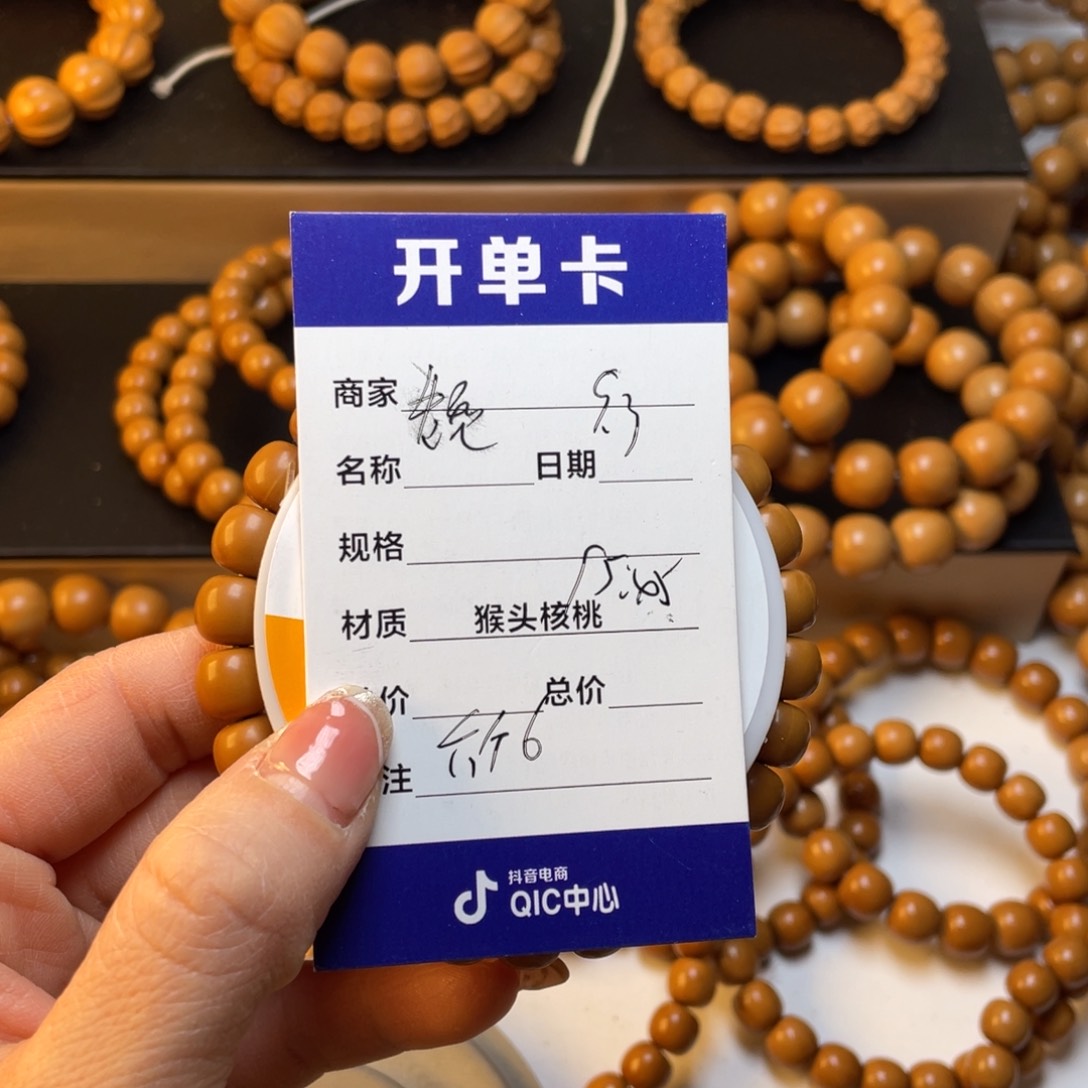 开单卡
商家
名称 日期
规格
材质 猴头核桃
价 总价
6
注
抖音电商
QIC中心